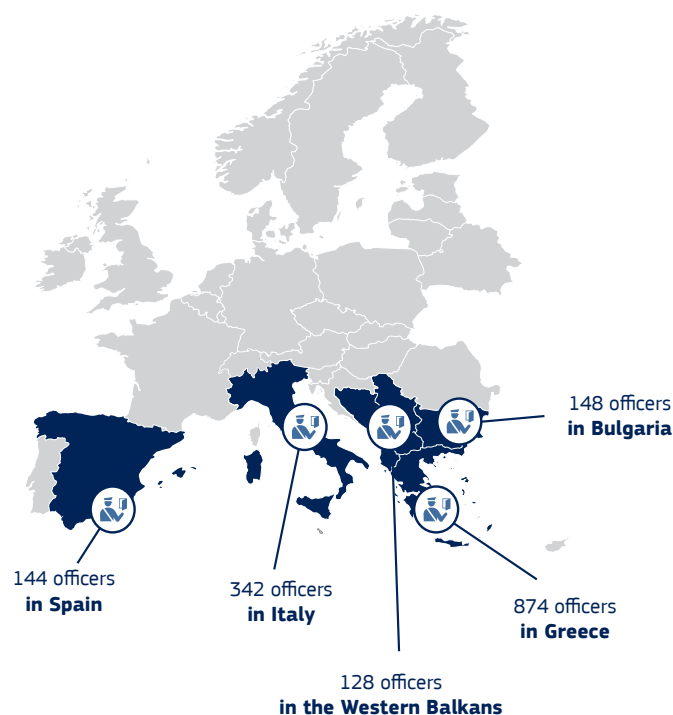 148 officers
in Bulgaria
144 officers
in Spain
342 officers
in Italy
874 officers
in Greece
128 officers
in the Western Balkans